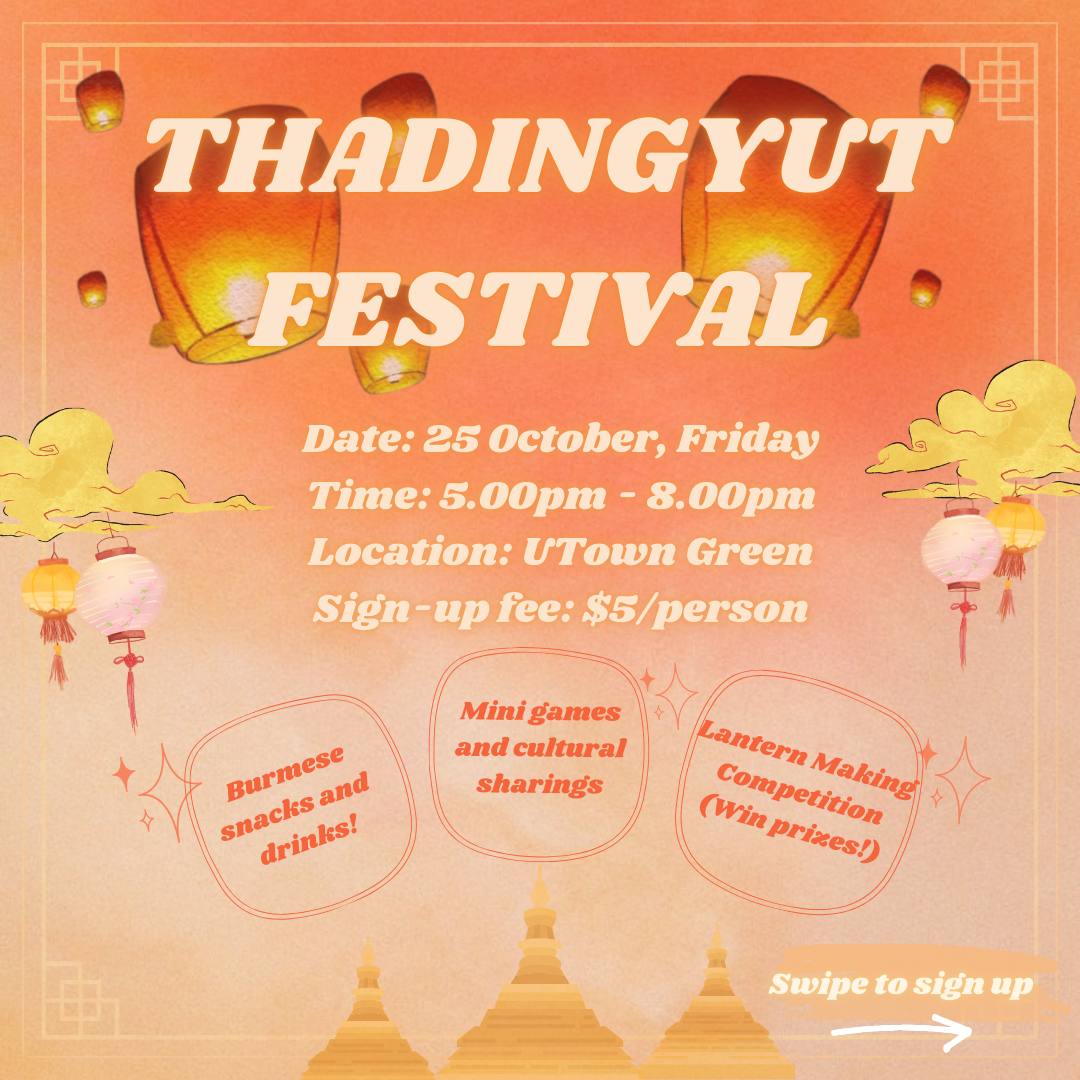 THADINGYUT
FESTIVAL
Date: 25 October, Friday
Time: 5.00pm - 8.00pm
Location: UTown Green
Sign-up fee: $5/person
Burmese
snacks and
drinks!
Mini games
and cultural
sharings
Lantern Making
Competition
(Win prizes!)
Swipe to sign up